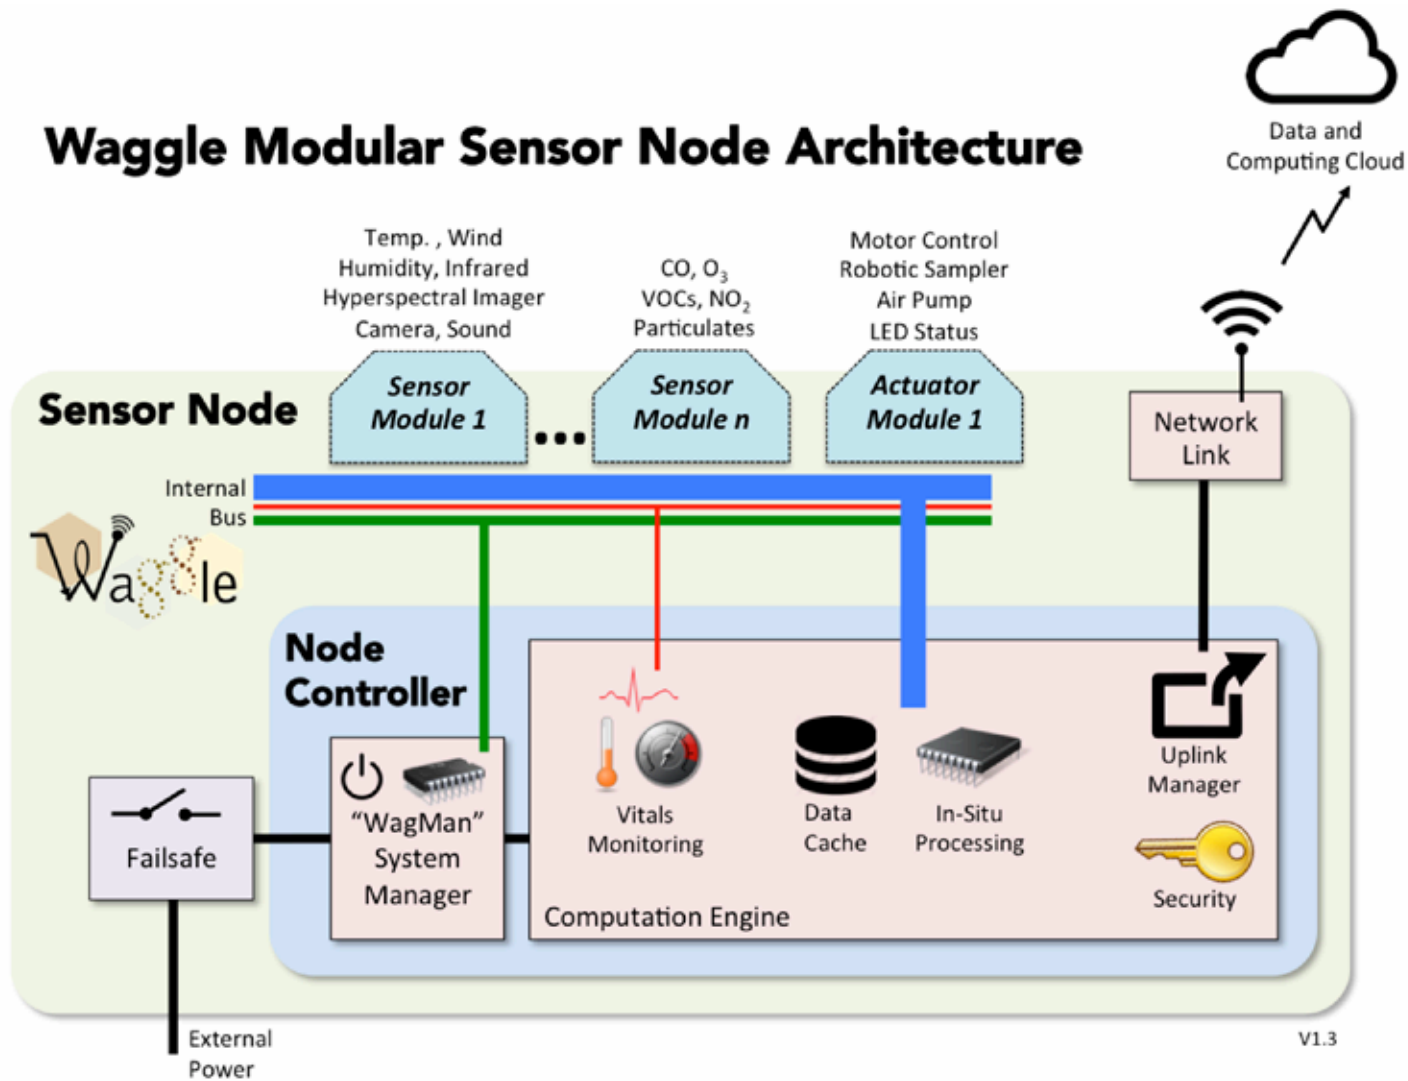 Data and
Computing Cloud
Waggle Modular Sensor Node Architecture
Temp. , Wind
Humidity, Infrared
Hyperspectral Imager
Camera, Sound
CO, O₃
VOCs, NO₂
Particulates
Motor Control
Robotic Sampler
Air Pump
LED Status
Sensor Node
Sensor
Module 1
...
Sensor
Module n
Actuator
Module 1
Network
Link
Internal
Bus
Waggle
Node
Controller
Failsafe
"WagMan"
System
Manager
Vitals
Monitoring
Data
Cache
In-Situ
Processing
Uplink
Manager
Security
Computation Engine
External
Power
V1.3